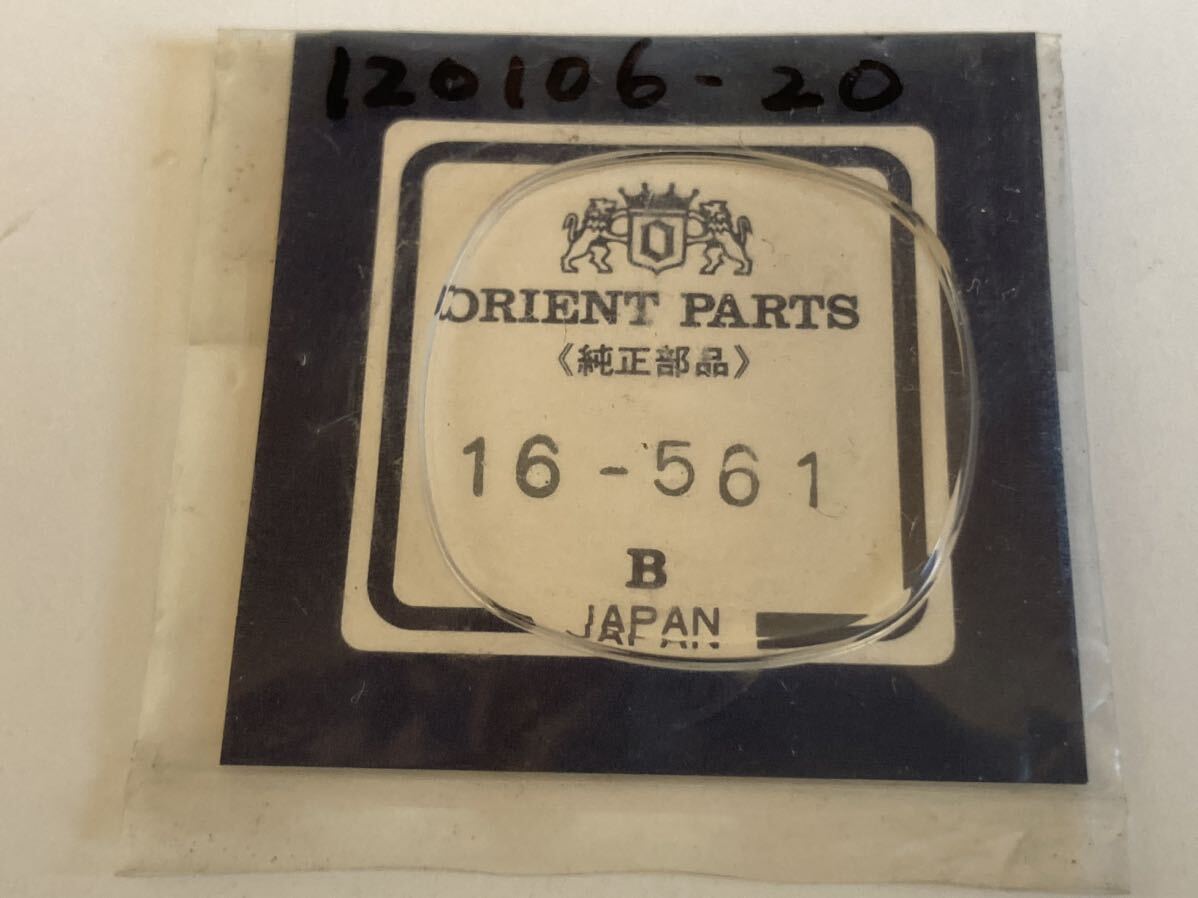 120106-20
O
ORIENT PARTS
《純正部品》
16-561
B
JAPAN